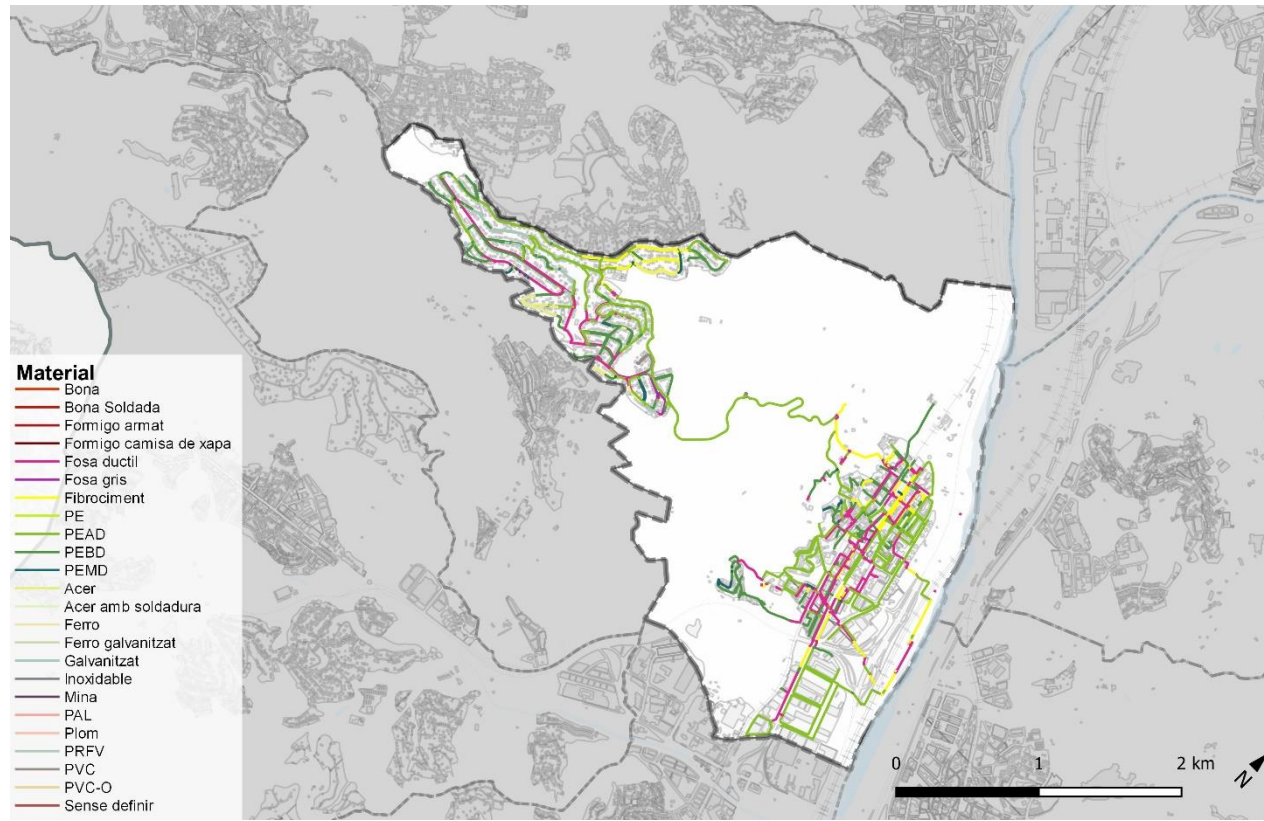 Material
Bona
Bona Soldada
Formigo armat
Formigo camisa de xapa
Fosa ductil
Fosa gris
Fibrociment
PE
PEAD
PEBD
PEMD
Acer
Acer amb soldadura
Ferro
Ferro galvanitzat
Galvanitzat
Inoxidable
Mina
PAL
Plom
PRFV
PVC
PVC-O
Sense definir
0 1 2 km
N